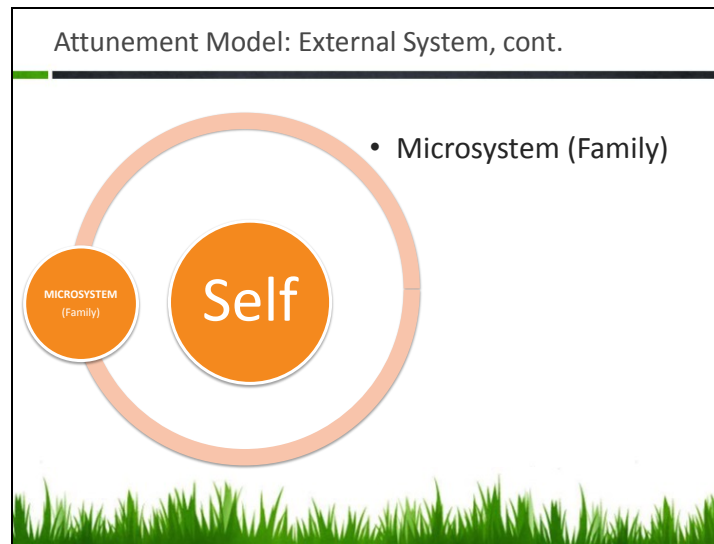 Attunement Model: External System, cont.
• Microsystem (Family)
MICROSYSTEM
(Family)
Self